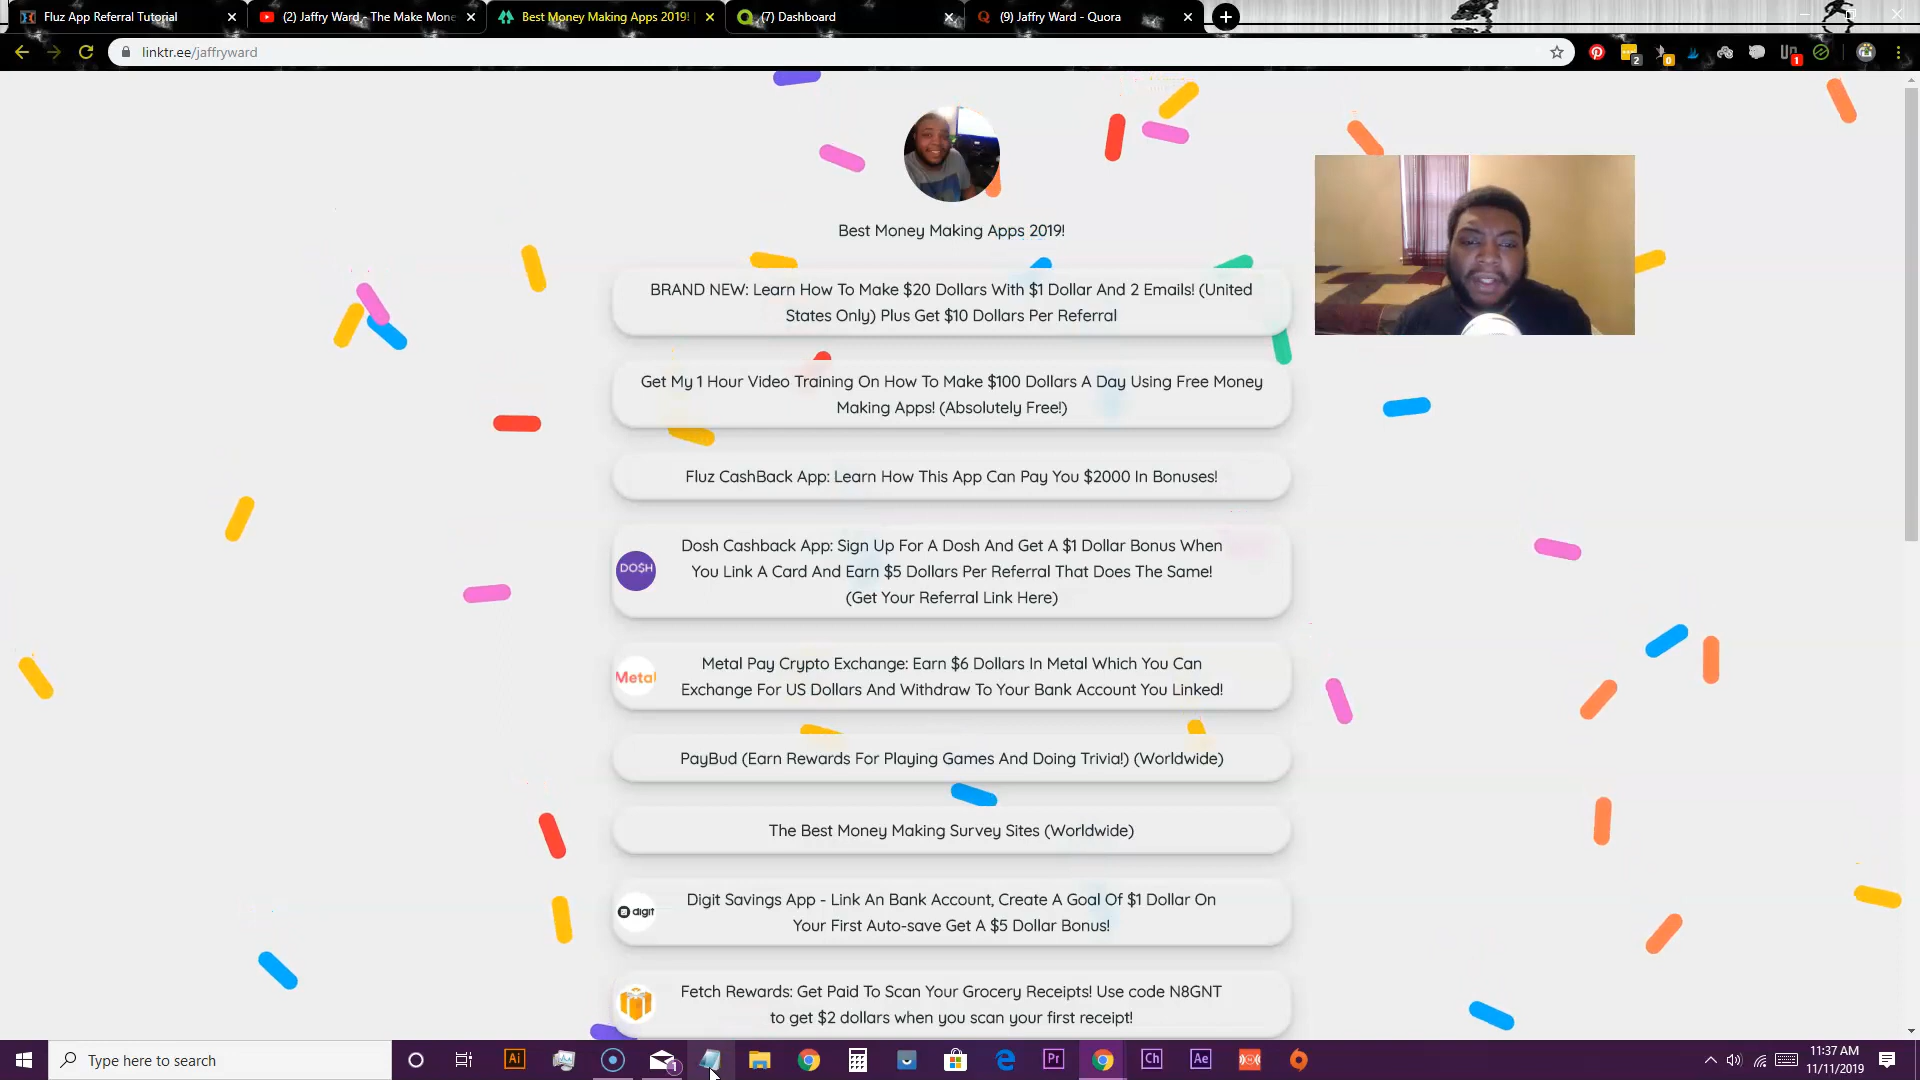 Fluz App Referral Tutorial
(2) Jaffry Ward - The Make Mone
Best Money Making Apps 2019! |
(7) Dashboard
(9) Jaffry Ward - Quora
linktr.ee/jaffryward
2
0
1
Best Money Making Apps 2019!
BRAND NEW: Learn How To Make $20 Dollars With $1 Dollar And 2 Emails! (United
States Only) Plus Get $10 Dollars Per Referral
Get My 1 Hour Video Training On How To Make $100 Dollars A Day Using Free Money
Making Apps! (Absolutely Free!)
Fluz CashBack App: Learn How This App Can Pay You $2000 In Bonuses!
DO$H
Dosh Cashback App: Sign Up For A Dosh And Get A $1 Dollar Bonus When
You Link A Card And Earn $5 Dollars Per Referral That Does The Same!
(Get Your Referral Link Here)
Metal
Metal Pay Crypto Exchange: Earn $6 Dollars In Metal Which You Can
Exchange For US Dollars And Withdraw To Your Bank Account You Linked!
PayBud (Earn Rewards For Playing Games And Doing Trivia!) (Worldwide)
The Best Money Making Survey Sites (Worldwide)
digit
Digit Savings App - Link An Bank Account, Create A Goal Of $1 Dollar On
Your First Auto-save Get A $5 Dollar Bonus!
Fetch Rewards: Get Paid To Scan Your Grocery Receipts! Use code N8GNT
to get $2 dollars when you scan your first receipt!
Type here to search
Ai
1
Pr
Ch
Ae
11:37 AM
11/11/2019